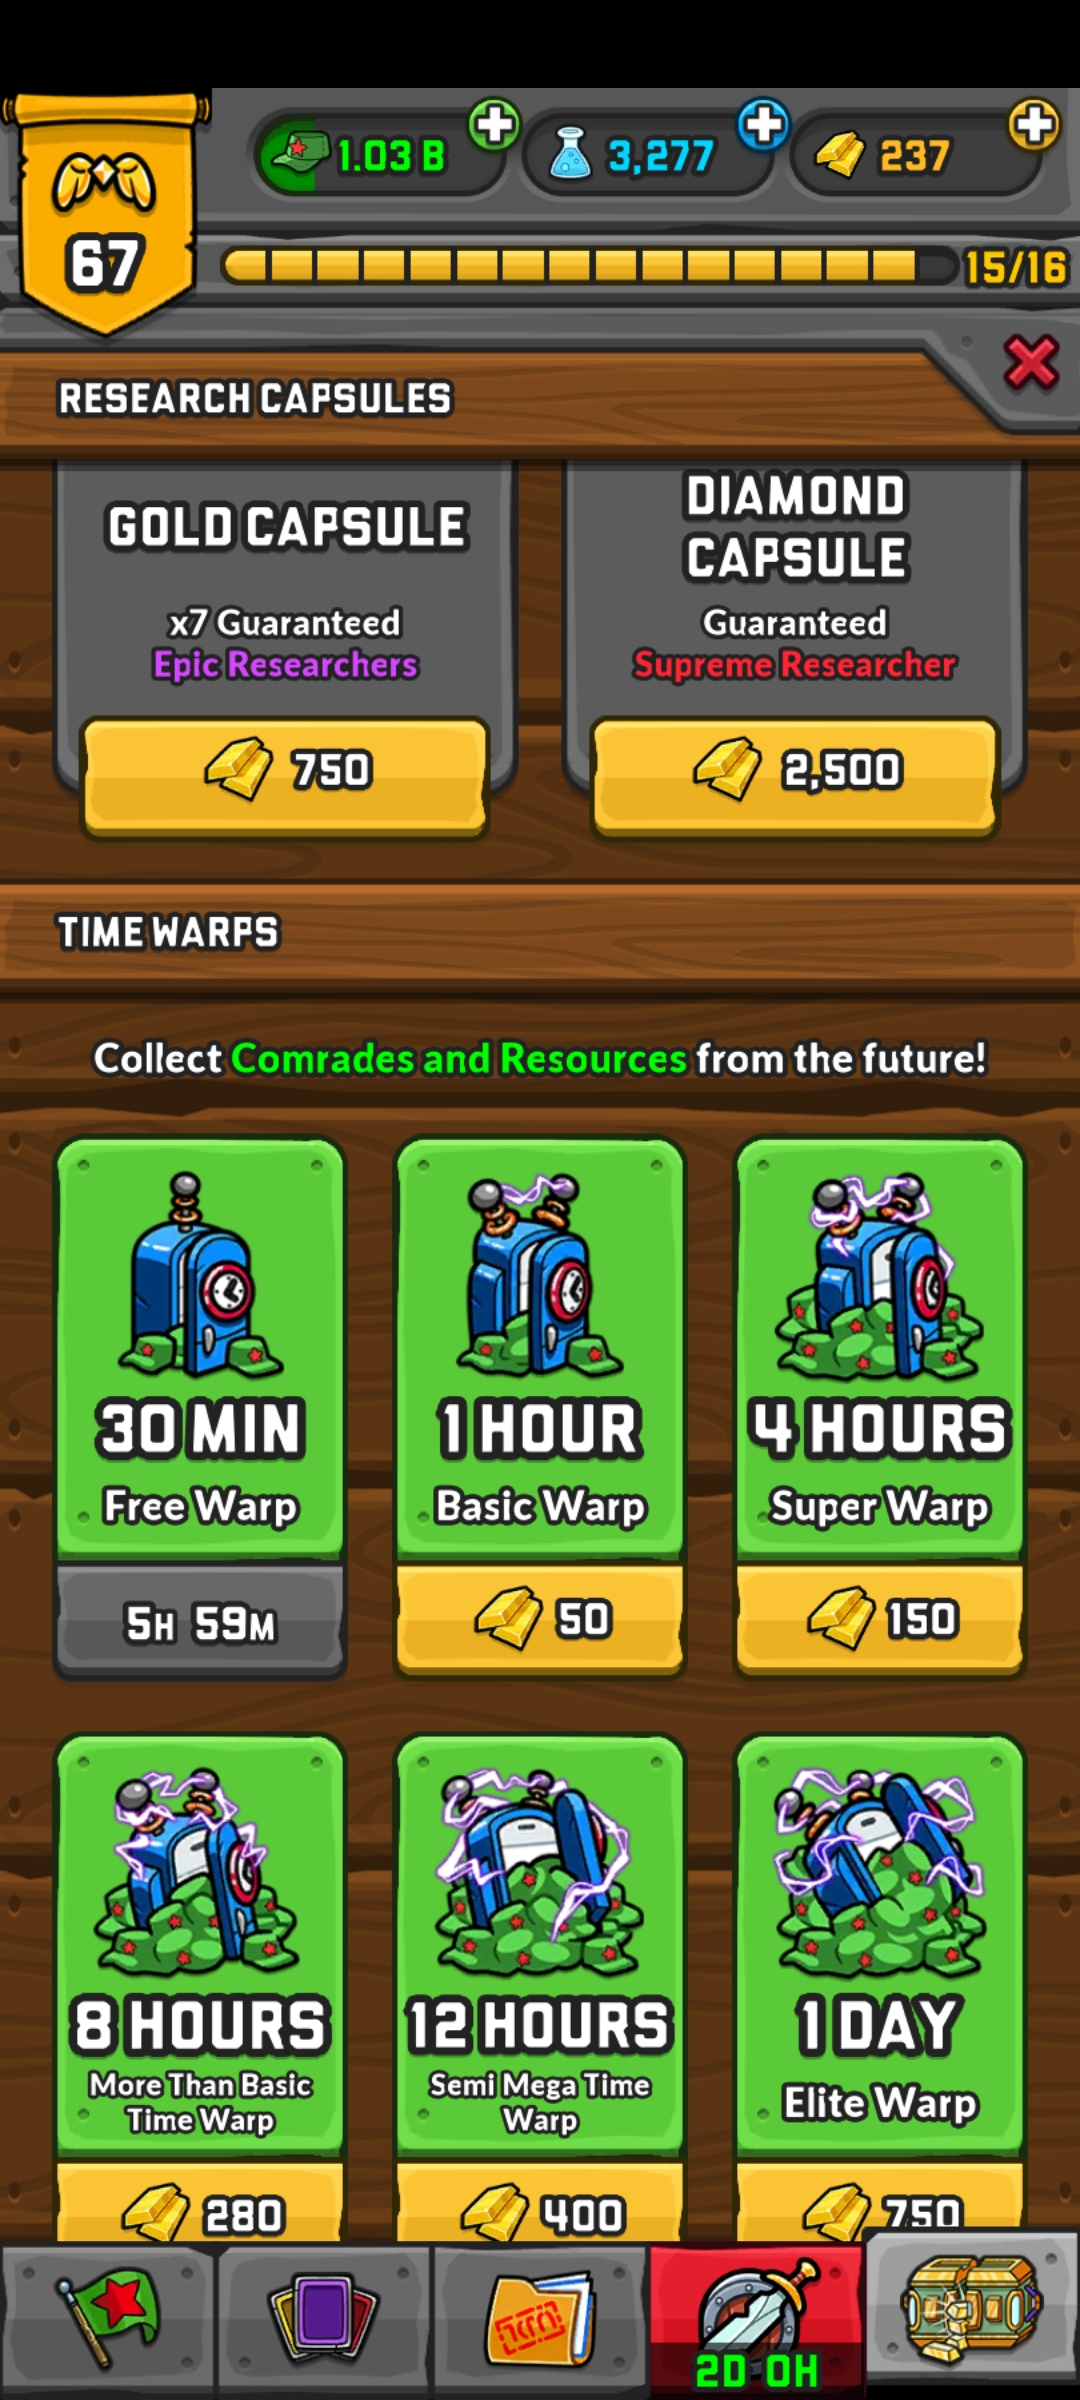 1.03 B
3,277
237
67
15/16
RESEARCH CAPSULES
GOLD CAPSULE
x7 Guaranteed
Epic Researchers
750
DIAMOND
CAPSULE
Guaranteed
Supreme Researcher
2,500
TIME WARPS
Collect Comrades and Resources from the future!
30 MIN
Free Warp
5H 59M
1 HOUR
Basic Warp
50
4 HOURS
Super Warp
150
8 HOURS
More Than Basic
Time Warp
280
12 HOURS
Semi Mega Time
Warp
400
1 DAY
Elite Warp
750
2D 0H